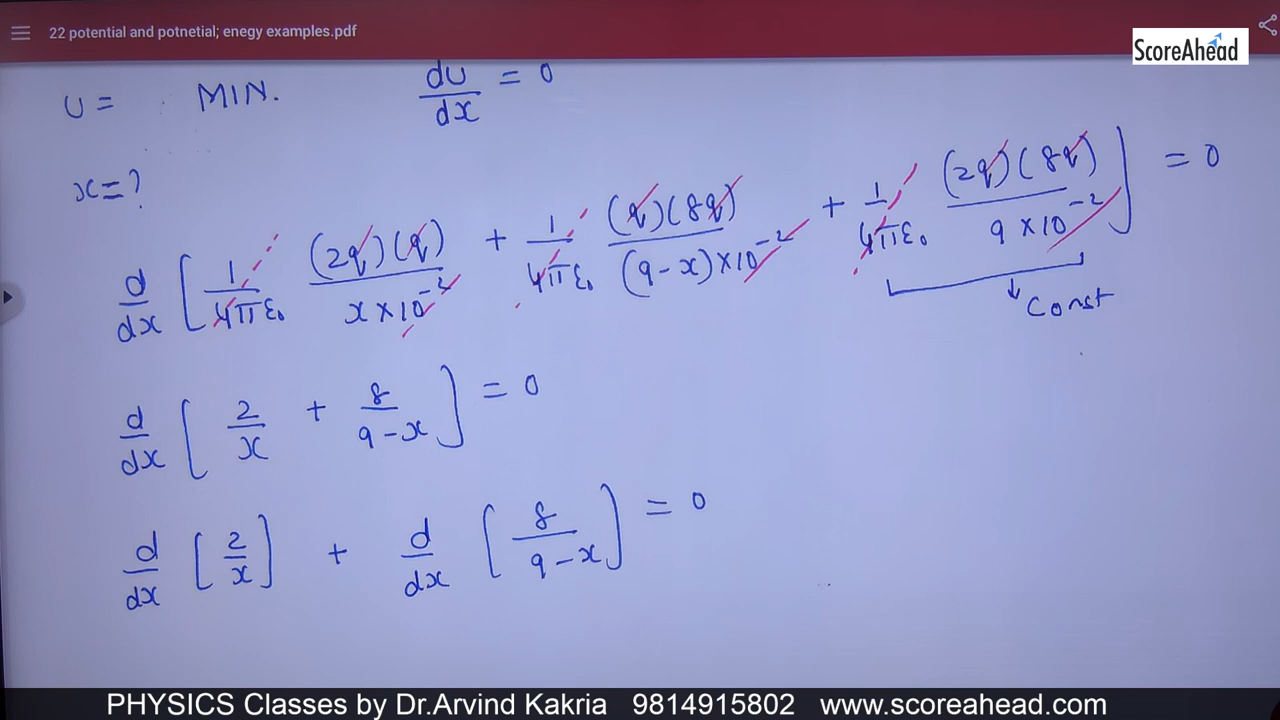 22 potential and potnetial; enegy examples.pdf
ScoreAhead
U = MIN. dU/dx = 0
x = ?
d/dx [ 1/4πε₀ (2q)(q)/x×10⁻² + 1/4πε₀ (q)(8q)/(9-x)×10⁻² + 1/4πε₀ (2q)(8q)/9×10⁻² ] = 0
↓ Const
d/dx [ 2/x + 8/9-x ] = 0
d/dx [ 2/x ] + d/dx [ 8/9-x ] = 0
PHYSICS Classes by Dr.Arvind Kakria 9814915802 www.scoreahead.com